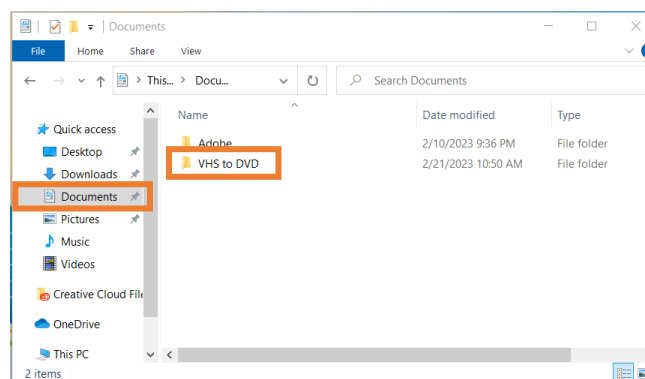 Documents
File Home Share View
This... Docu... Search Documents
Name Date modified Type
Quick access
Adobe 2/10/2023 9:36 PM File folder
Desktop
VHS to DVD 2/21/2023 10:50 AM File folder
Downloads
Documents
Pictures
Music
Videos
Creative Cloud File
OneDrive
This PC
2 items